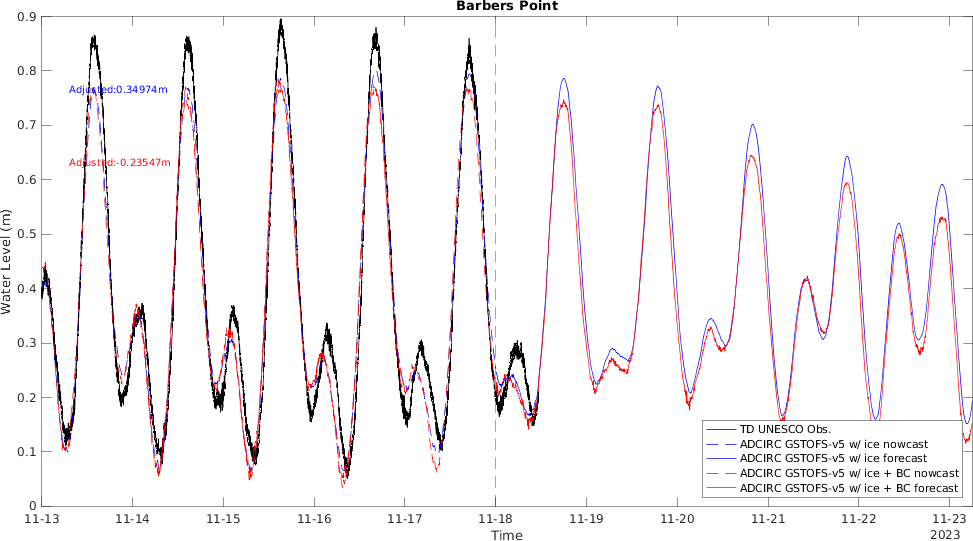 Barbers Point
0.9
0.8
0.7
0.6
0.5
0.4
0.3
0.2
0.1
0
Water Level (m)
Adjusted:0.34974m
Adjusted:-0.23547m
TD UNESCO Obs.
ADCIRC GSTOFS-v5 w/ ice nowcast
ADCIRC GSTOFS-v5 w/ ice forecast
ADCIRC GSTOFS-v5 w/ ice + BC nowcast
ADCIRC GSTOFS-v5 w/ ice + BC forecast
11-13 11-14 11-15 11-16 11-17 11-18 11-19 11-20 11-21 11-22 11-23
Time
2023